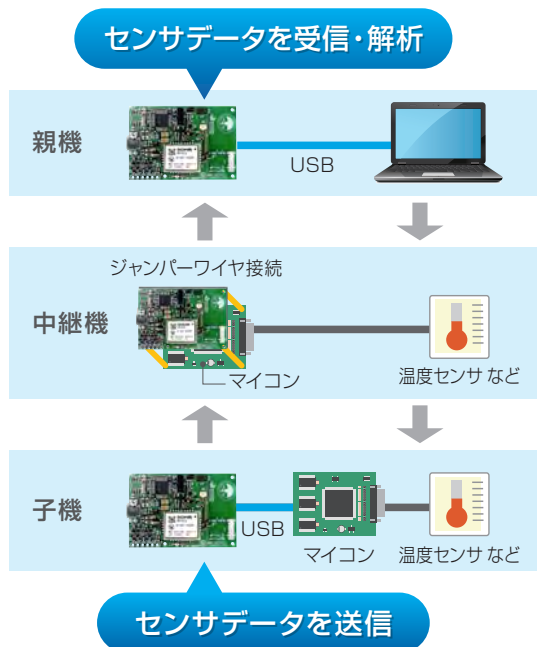 センサデータを受信・解析
親機
USB
ジャンパーワイヤ接続
中継機
マイコン
温度センサ など
子機
USB
マイコン
温度センサ など
センサデータを送信